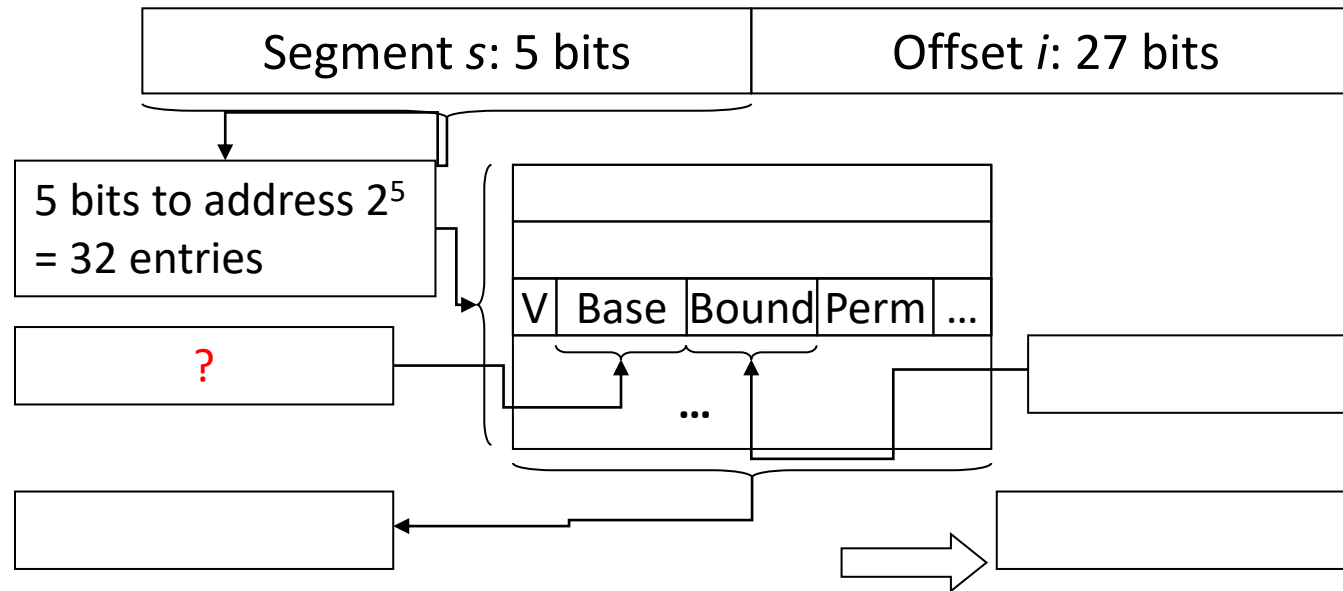 Segment s: 5 bits
Offset i: 27 bits
5 bits to address 2⁵
= 32 entries
V Base Bound Perm …
?
…